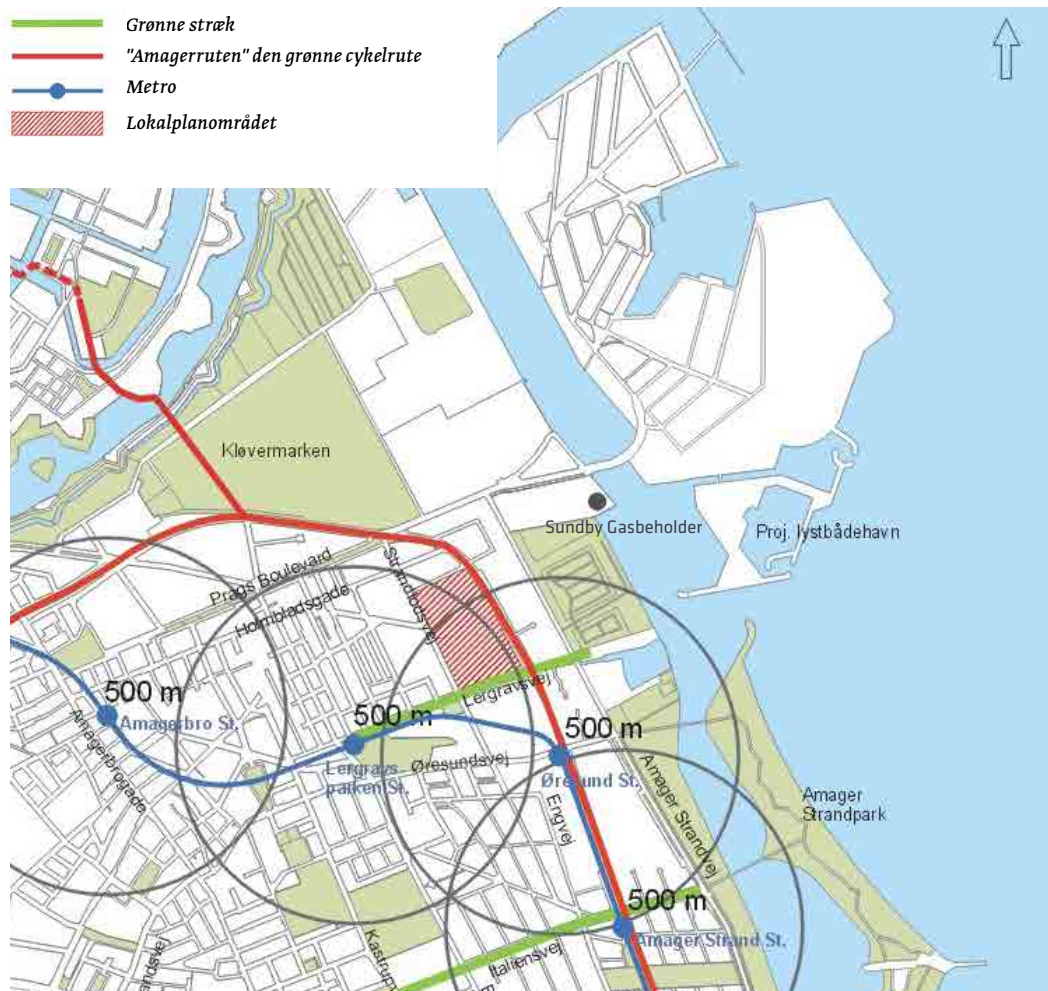 Grønne stræk
"Amagerruten" den grønne cykelrute
Metro
Lokalplanområdet
Kløvermarken
Sundby Gasbeholder
Proj. lystbådehavn
Prags Boulevard
Holmbladsgade
Strandlodsvej
Lergravsvej
500 m
Amagerbro St.
500 m
Lergravs-
parken St.
500 m
Øresund St.
Øresundsvej
Amagerbrogade
Engvej
Amager Strandvej
Amager
Strandpark
500 m
Amager Strand St.
Italiensvej